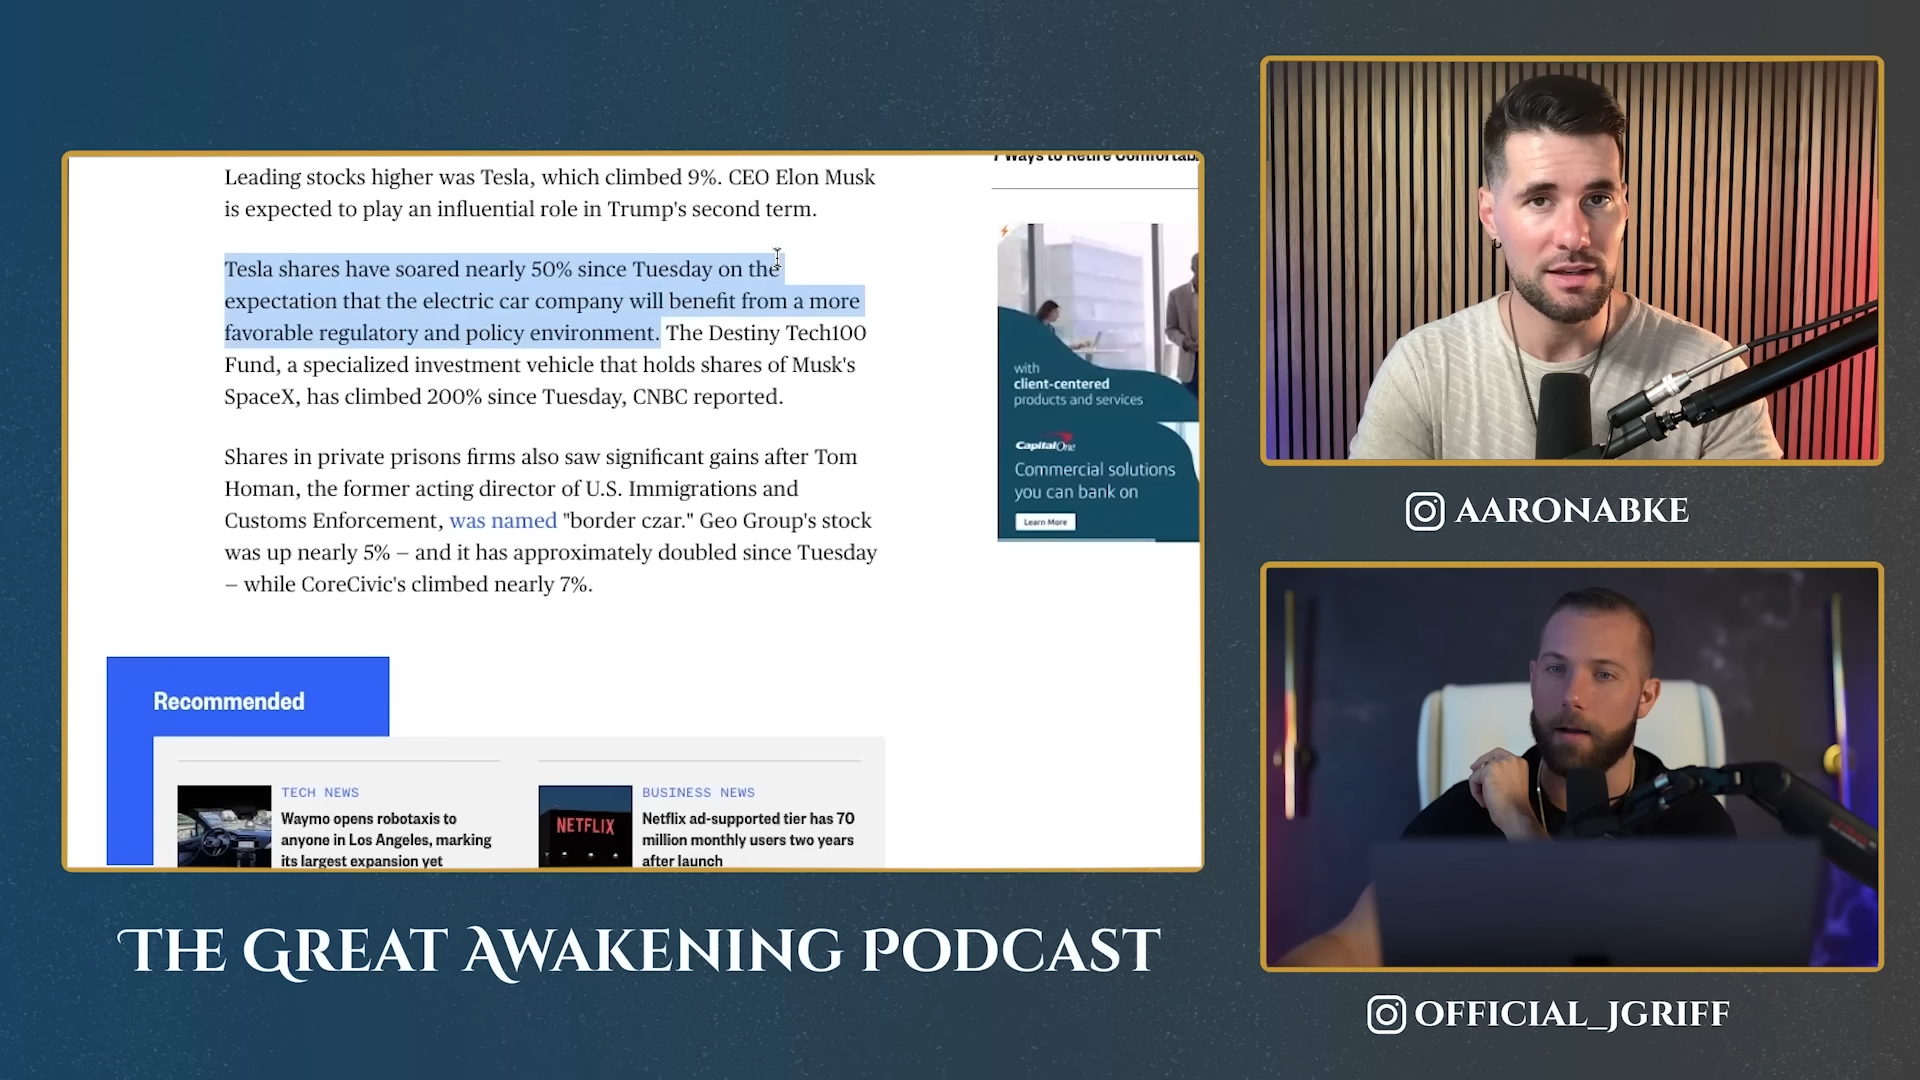 7 Ways to Retire Comfortab
Leading stocks higher was Tesla, which climbed 9%. CEO Elon Musk
is expected to play an influential role in Trump's second term.
Tesla shares have soared nearly 50% since Tuesday on the
expectation that the electric car company will benefit from a more
favorable regulatory and policy environment. The Destiny Tech100
Fund, a specialized investment vehicle that holds shares of Musk's
SpaceX, has climbed 200% since Tuesday, CNBC reported.
Shares in private prisons firms also saw significant gains after Tom
Homan, the former acting director of U.S. Immigrations and
Customs Enforcement, was named "border czar." Geo Group's stock
was up nearly 5% — and it has approximately doubled since Tuesday
— while CoreCivic's climbed nearly 7%.
with
client-centered
products and services
CapitalOne
Commercial solutions
you can bank on
Learn More
Recommended
TECH NEWS
Waymo opens robotaxis to
anyone in Los Angeles, marking
its largest expansion yet
NETFLIX
BUSINESS NEWS
Netflix ad-supported tier has 70
million monthly users two years
after launch
THE GREAT AWAKENING PODCAST
AARONABKE
OFFICIAL_JGRIFF